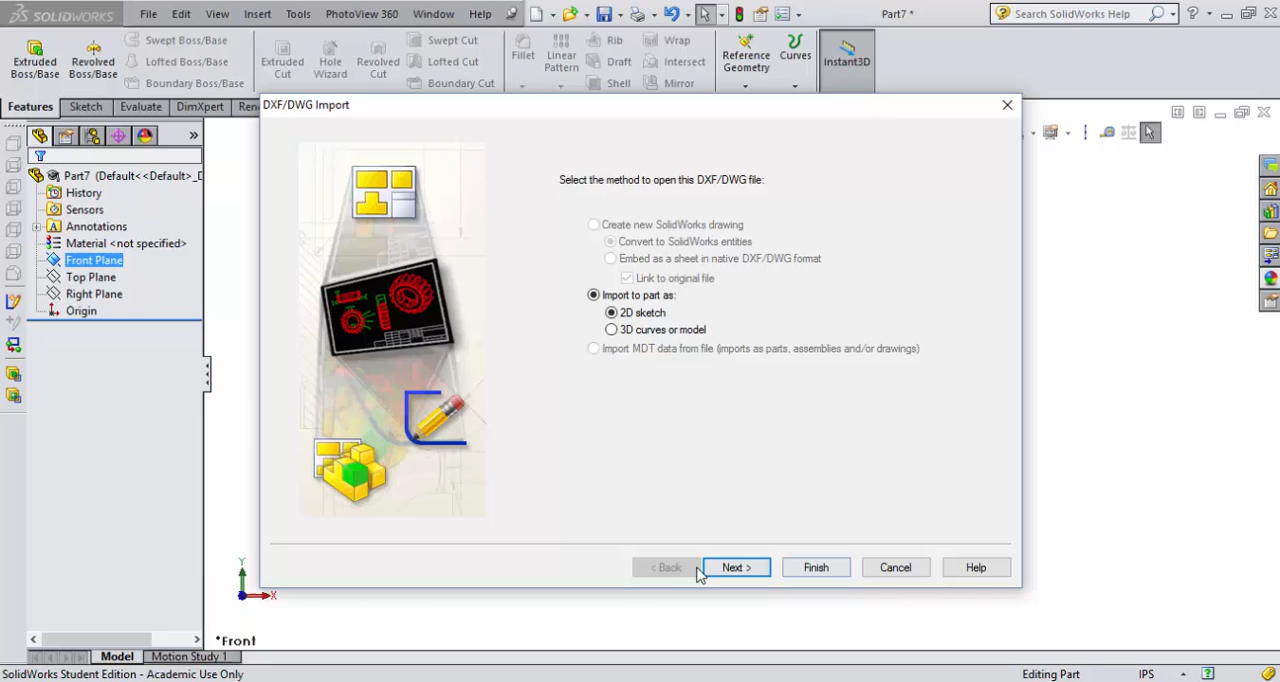 SOLIDWORKS File Edit View Insert Tools PhotoView 360 Window Help Part7 * Search SolidWorks Help
Extruded Boss/Base
Revolved Boss/Base
Swept Boss/Base
Lofted Boss/Base
Boundary Boss/Base
Extruded Cut
Hole Wizard
Revolved Cut
Swept Cut
Lofted Cut
Boundary Cut
Fillet
Linear Pattern
Rib
Draft
Shell
Wrap
Intersect
Mirror
Reference Geometry
Curves
Instant3D
Features Sketch Evaluate DimXpert Ren
DXF/DWG Import
Part7 (Default<<Default>_D
History
Sensors
Annotations
Material <not specified>
Front Plane
Top Plane
Right Plane
Origin
Select the method to open this DXF/DWG file:
Create new SolidWorks drawing
Convert to SolidWorks entities
Embed as a sheet in native DXF/DWG format
Link to original file
Import to part as:
2D sketch
3D curves or model
Import MDT data from file (imports as parts, assemblies and/or drawings)
< Back Next > Finish Cancel Help
Y
X
*Front
Model Motion Study 1
SolidWorks Student Edition - Academic Use Only Editing Part IPS